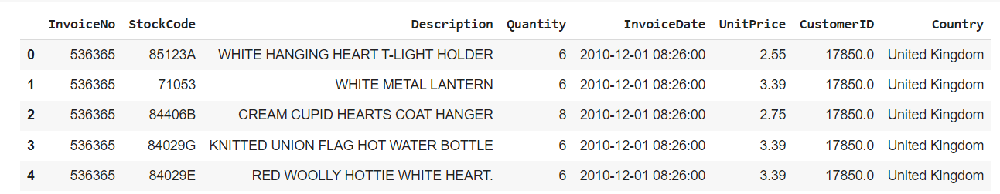 InvoiceNo StockCode Description Quantity InvoiceDate UnitPrice CustomerID Country
0 536365 85123A WHITE HANGING HEART T-LIGHT HOLDER 6 2010-12-01 08:26:00 2.55 17850.0 United Kingdom
1 536365 71053 WHITE METAL LANTERN 6 2010-12-01 08:26:00 3.39 17850.0 United Kingdom
2 536365 84406B CREAM CUPID HEARTS COAT HANGER 8 2010-12-01 08:26:00 2.75 17850.0 United Kingdom
3 536365 84029G KNITTED UNION FLAG HOT WATER BOTTLE 6 2010-12-01 08:26:00 3.39 17850.0 United Kingdom
4 536365 84029E RED WOOLLY HOTTIE WHITE HEART. 6 2010-12-01 08:26:00 3.39 17850.0 United Kingdom